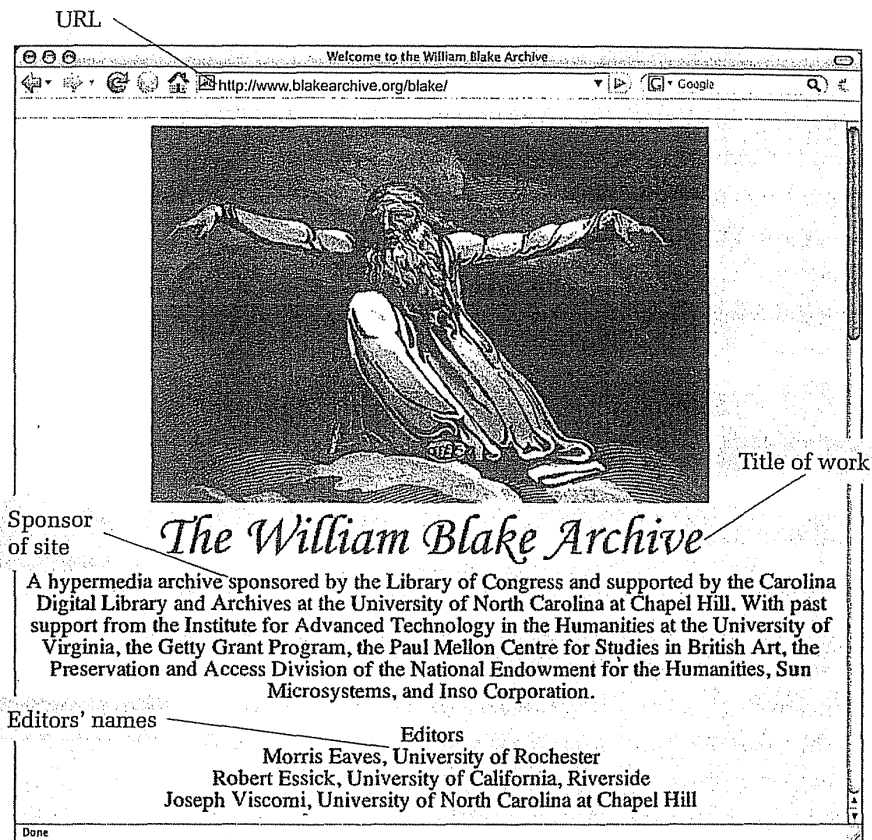 URL
Welcome to the William Blake Archive
http://www.blakearchive.org/blake/
G Google
Title of work
Sponsor
of site
The William Blake Archive
A hypermedia archive sponsored by the Library of Congress and supported by the Carolina
Digital Library and Archives at the University of North Carolina at Chapel Hill. With past
support from the Institute for Advanced Technology in the Humanities at the University of
Virginia, the Getty Grant Program, the Paul Mellon Centre for Studies in British Art, the
Preservation and Access Division of the National Endowment for the Humanities, Sun
Microsystems, and Inso Corporation.
Editors' names
Editors
Morris Eaves, University of Rochester
Robert Essick, University of California, Riverside
Joseph Viscomi, University of North Carolina at Chapel Hill
Done